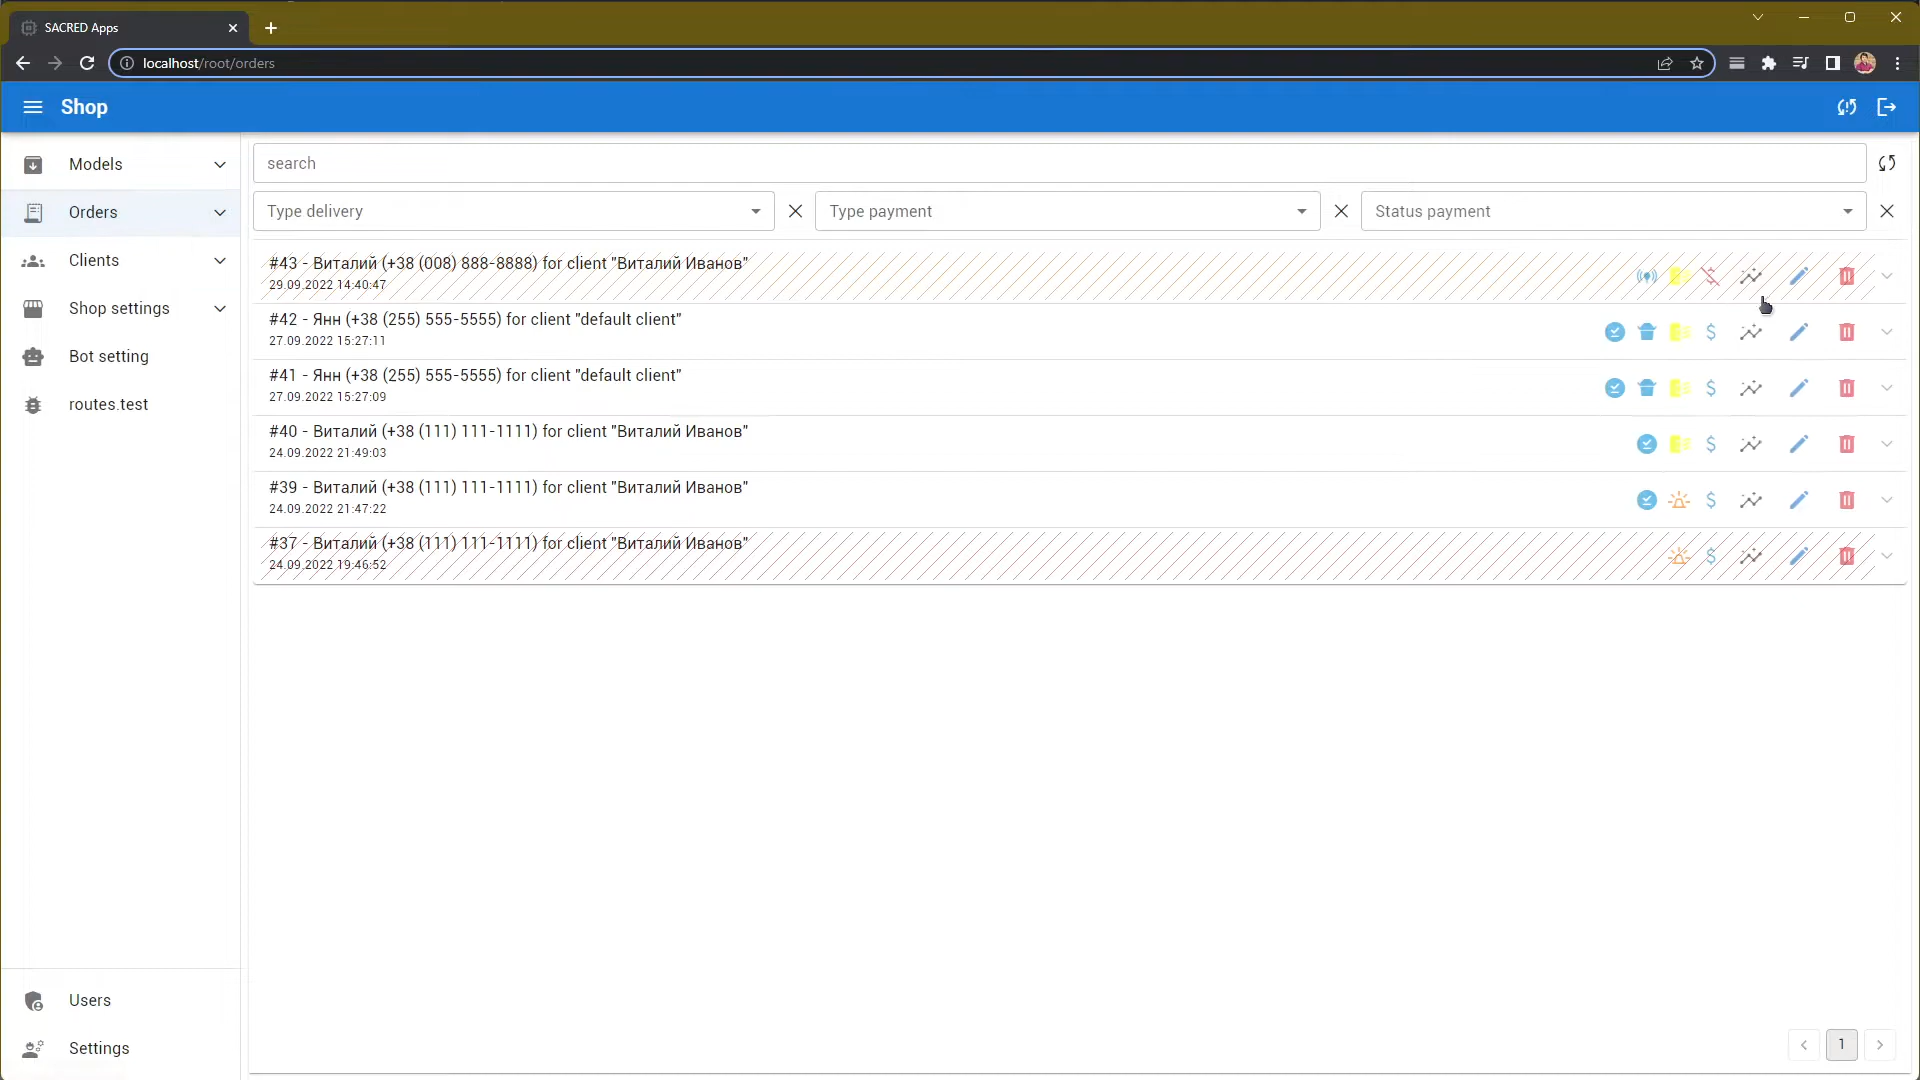 SACRED Apps
localhost/root/orders
Shop
Models
Orders
Clients
Shop settings
Bot setting
routes.test
Users
Settings
search
Type delivery
Type payment
Status payment
#43 - Виталий (+38 (008) 888-8888) for client "Виталий Иванов"
29.09.2022 14:40:47
#42 - Янн (+38 (255) 555-5555) for client "default client"
27.09.2022 15:27:11
#41 - Янн (+38 (255) 555-5555) for client "default client"
27.09.2022 15:27:09
#40 - Виталий (+38 (111) 111-1111) for client "Виталий Иванов"
24.09.2022 21:49:03
#39 - Виталий (+38 (111) 111-1111) for client "Виталий Иванов"
24.09.2022 21:47:22
#37 - Виталий (+38 (111) 111-1111) for client "Виталий Иванов"
24.09.2022 19:46:52
1